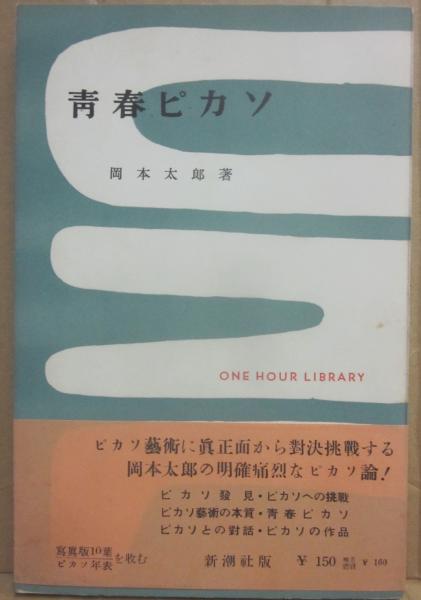 靑春ピカソ
岡本太郎著
ONE HOUR LIBRARY
ピカソ藝術に眞正面から對決挑戰する
岡本太郎の明確痛烈なピカソ論!
ピカソ發見・ピカソへの挑戰
ピカソ藝術の本質・靑春ピカソ
ピカソとの對話・ピカソの作品
寫眞版10葉
ピカソ年表
を收む
新潮社版
¥ 150
¥ 160